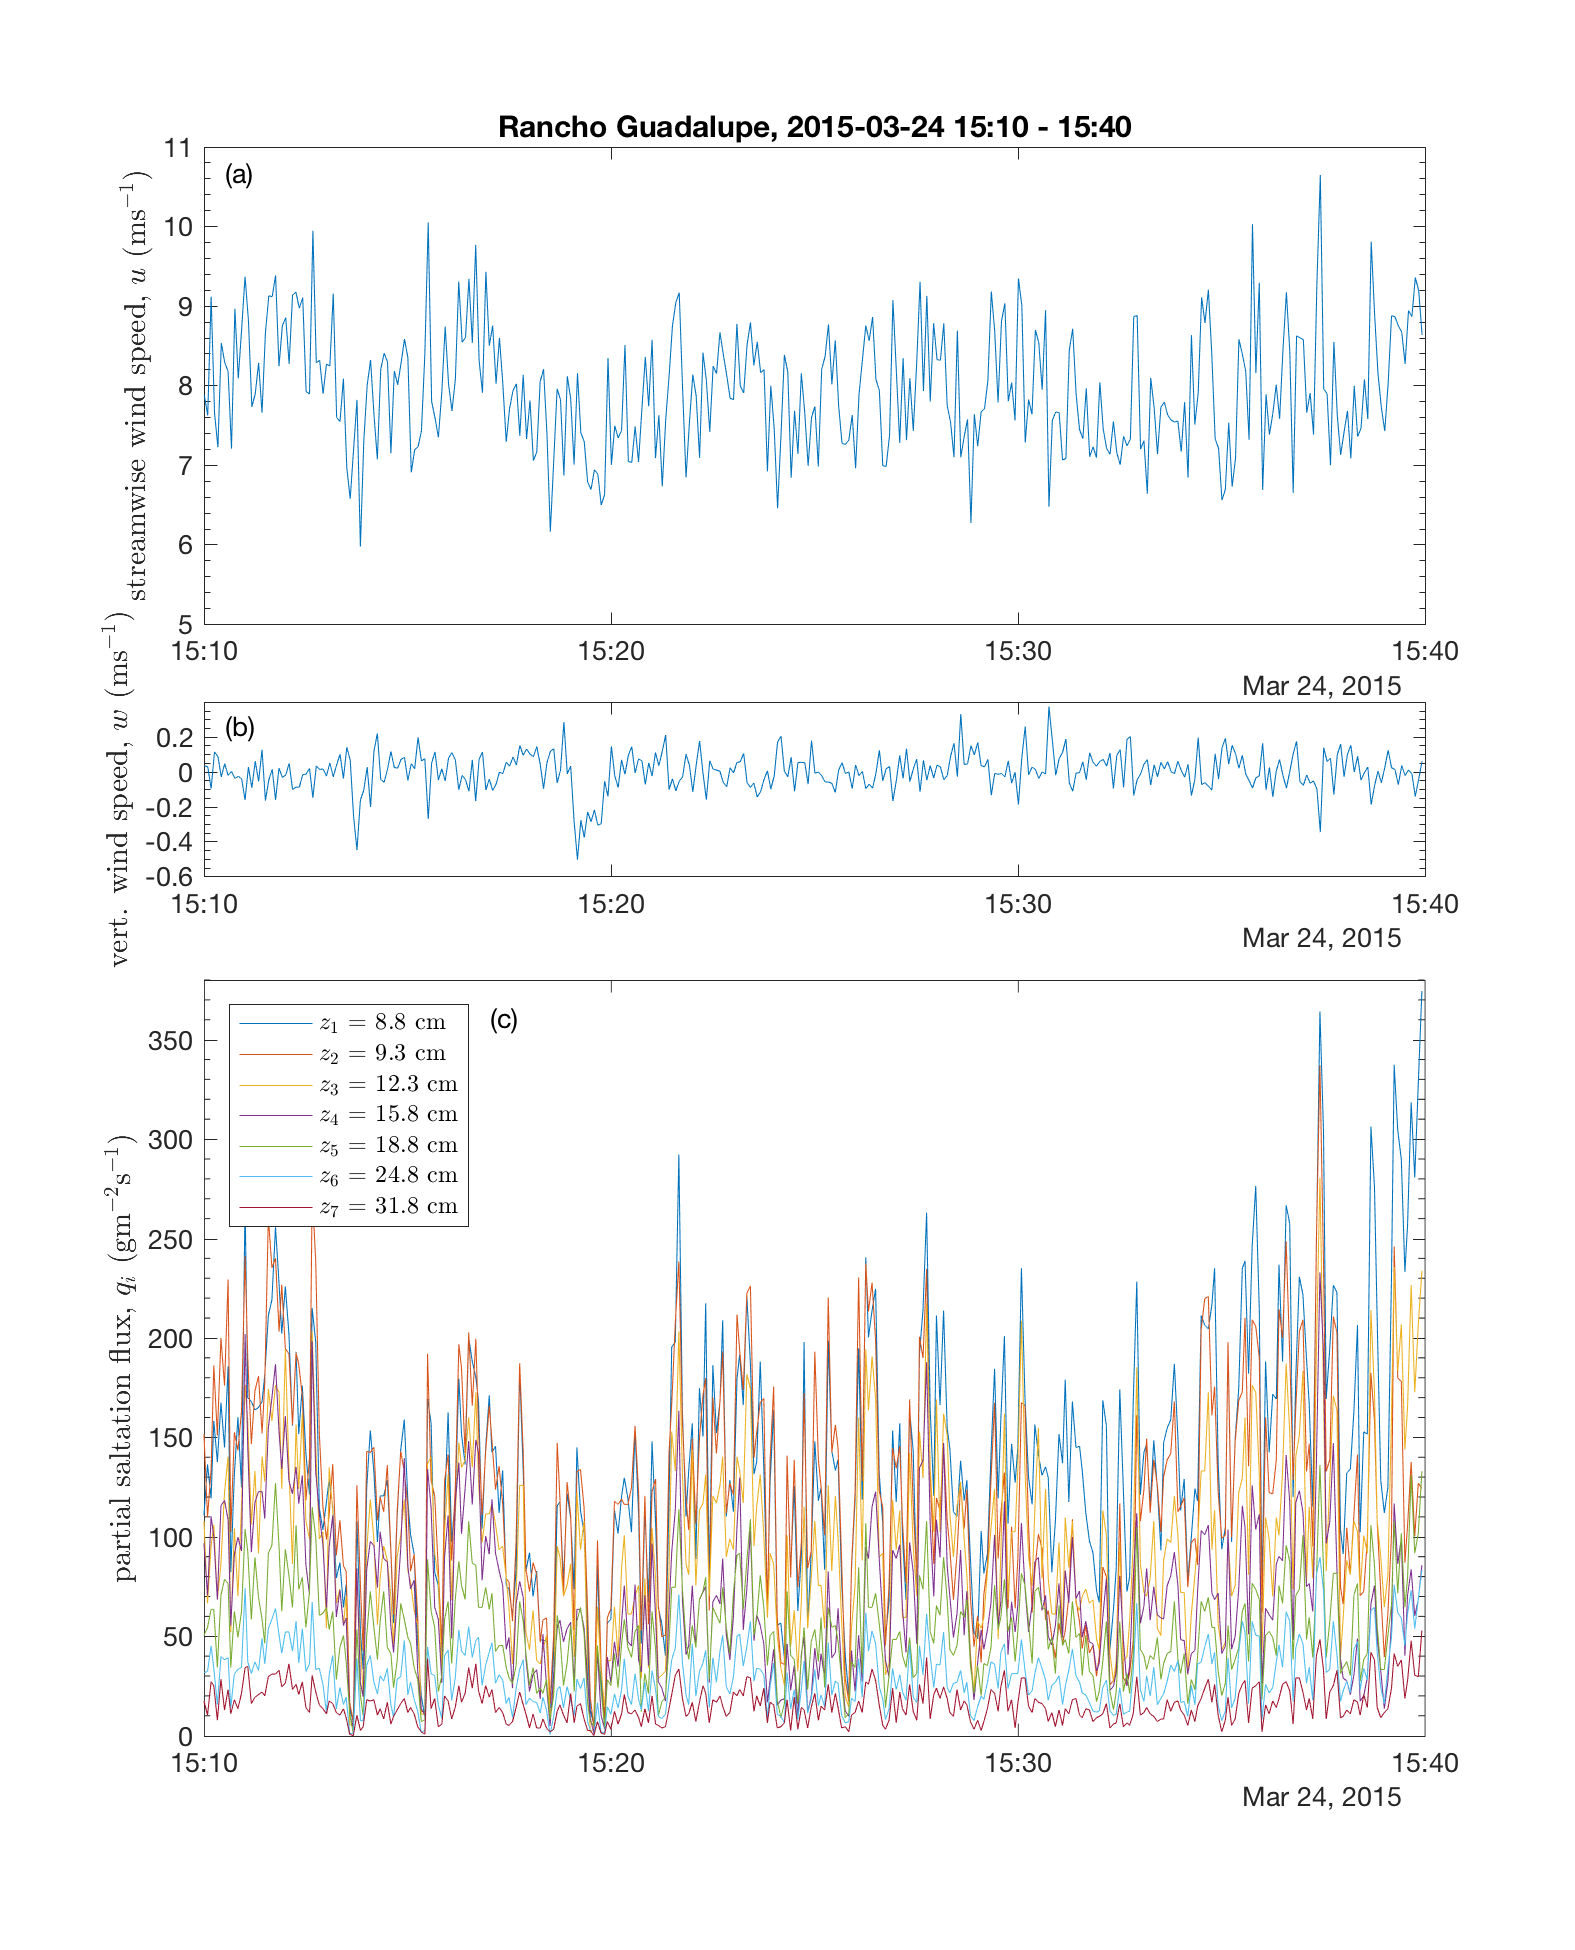 Rancho Guadalupe, 2015-03-24 15:10 - 15:40
(a)
streamwise wind speed, u (ms⁻¹)
11
10
9
8
7
6
5
15:10 15:20 15:30 15:40
Mar 24, 2015
(b)
vert. wind speed, w (ms⁻¹)
0.2
0
-0.2
-0.4
-0.6
15:10 15:20 15:30 15:40
Mar 24, 2015
(c)
z₁ = 8.8 cm
z₂ = 9.3 cm
z₃ = 12.3 cm
z₄ = 15.8 cm
z₅ = 18.8 cm
z₆ = 24.8 cm
z₇ = 31.8 cm
partial saltation flux, qᵢ (gm⁻²s⁻¹)
350
300
250
200
150
100
50
0
15:10 15:20 15:30 15:40
Mar 24, 2015